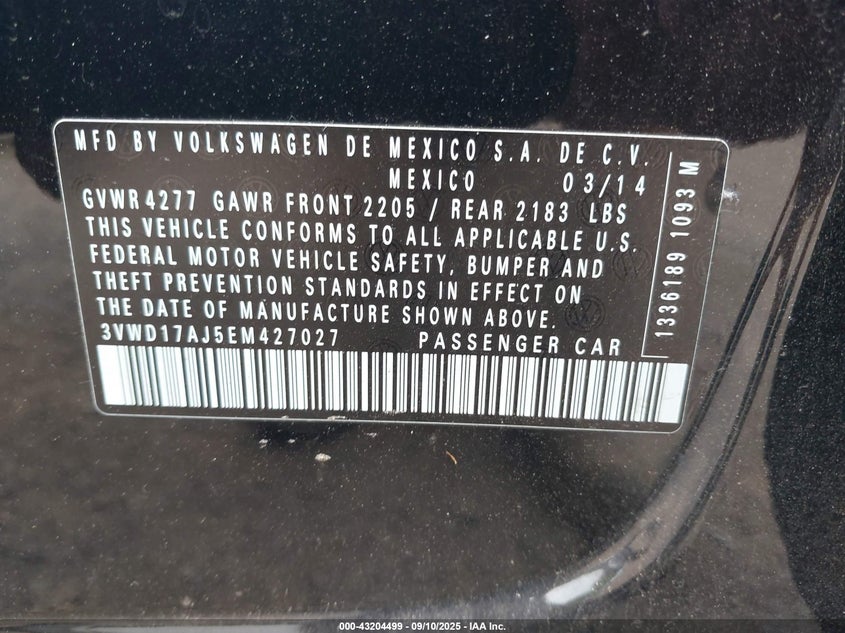 MFD BY VOLKSWAGEN DE MEXICO S.A. DE C.V.
MEXICO 03/14
GVWR 4277 GAWR FRONT 2205 / REAR 2183 LBS
THIS VEHICLE CONFORMS TO ALL APPLICABLE U.S.
FEDERAL MOTOR VEHICLE SAFETY, BUMPER AND
THEFT PREVENTION STANDARDS IN EFFECT ON
THE DATE OF MANUFACTURE SHOWN ABOVE.
3VWD17AJ5EM427027 PASSENGER CAR
1336189 1093 M
000-43204499 - 09/10/2025 - IAA Inc.